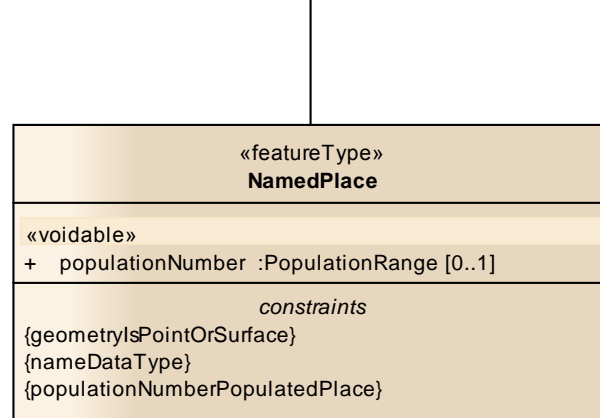 «featureType»
NamedPlace
«voidable»
+ populationNumber :PopulationRange [0..1]
constraints
{geometryIsPointOrSurface}
{nameDataType}
{populationNumberPopulatedPlace}